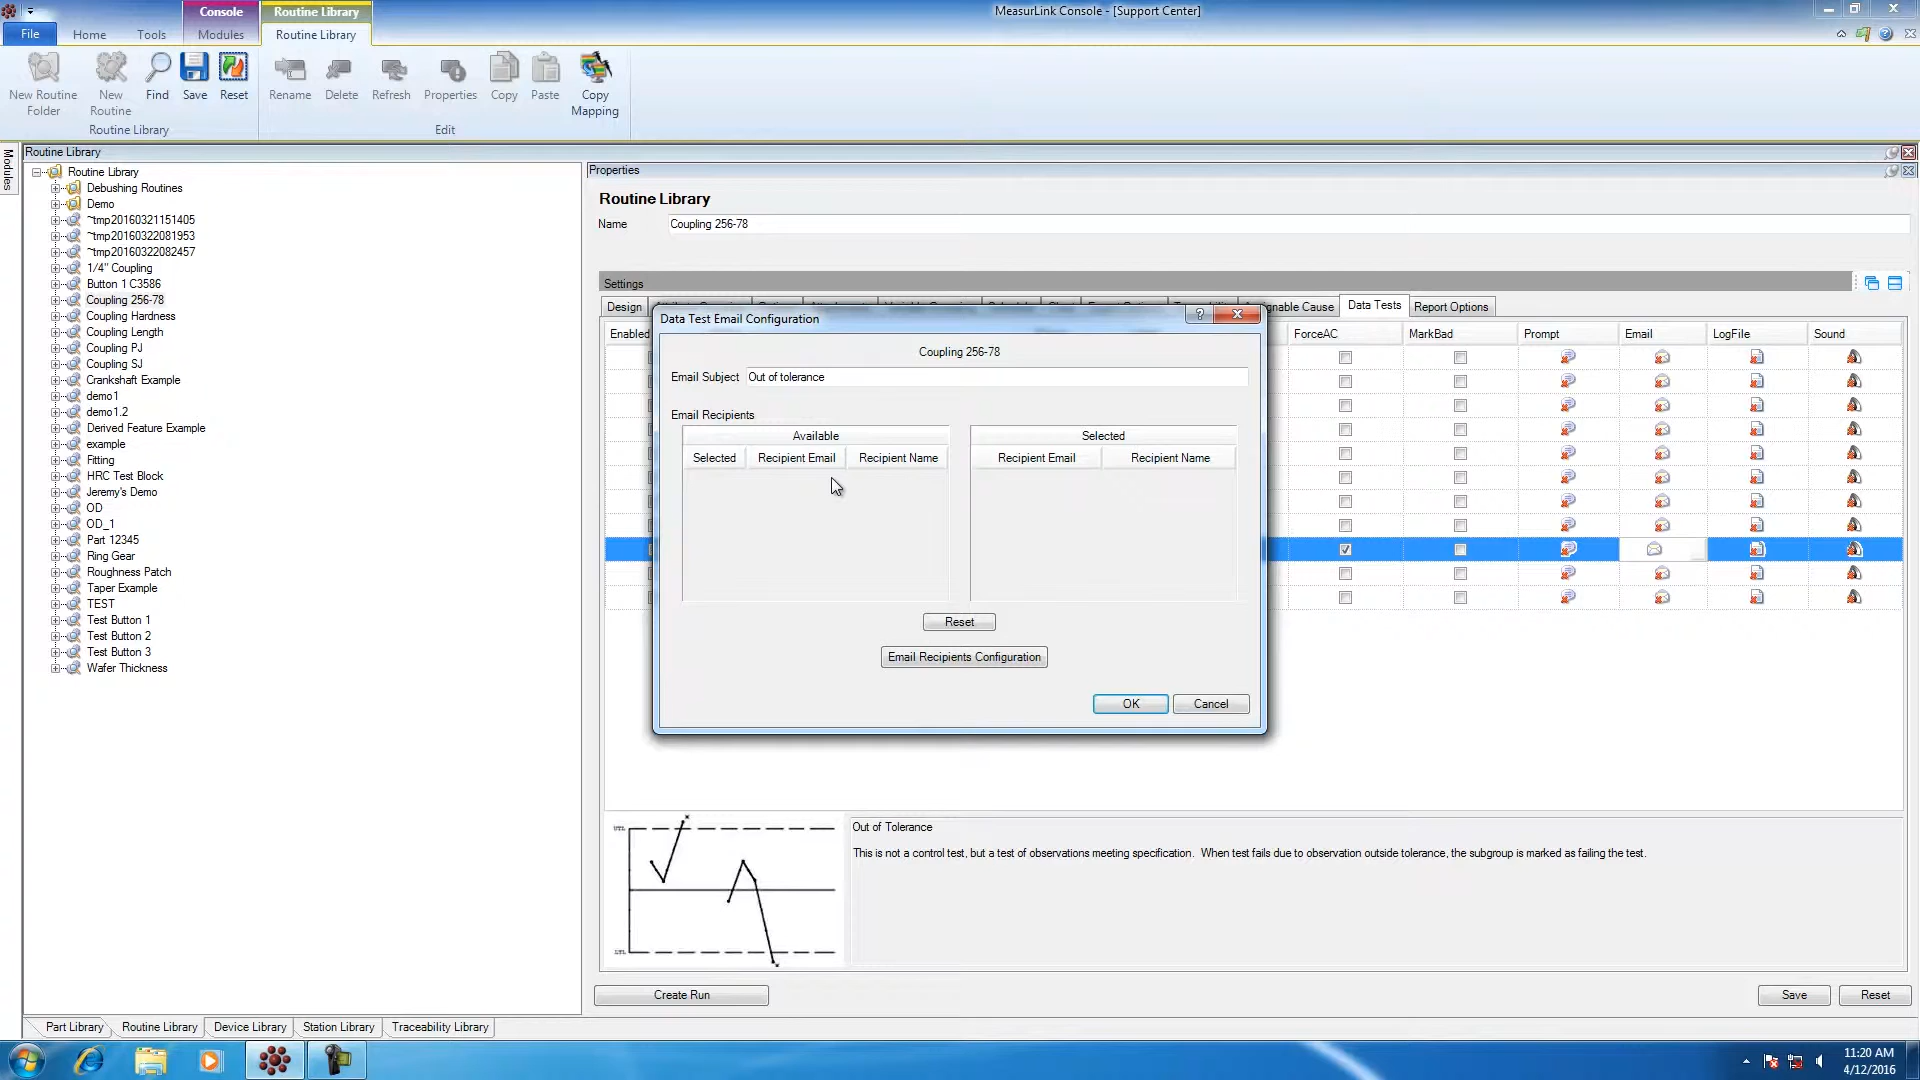 Console
Routine Library
MeasurLink Console - [Support Center]
File
Home
Tools
Modules
Routine Library
New Routine Folder
New Routine
Find
Save
Reset
Rename
Delete
Refresh
Properties
Copy
Paste
Copy Mapping
Routine Library
Edit
Modules
Routine Library
Routine Library
Debushing Routines
Demo
~tmp20160321151405
~tmp20160322081953
~tmp20160322082457
1/4" Coupling
Button 1 C3586
Coupling 256-78
Coupling Hardness
Coupling Length
Coupling PJ
Coupling SJ
Crankshaft Example
demo1
demo1.2
Derived Feature Example
example
Fitting
HRC Test Block
Jeremy's Demo
OD
OD_1
Part 12345
Ring Gear
Roughness Patch
Taper Example
TEST
Test Button 1
Test Button 2
Test Button 3
Wafer Thickness
Properties
Routine Library
Name Coupling 256-78
Settings
Design
Data Tests
Report Options
Enabled
ForceAC
MarkBad
Prompt
Email
LogFile
Sound
Data Test Email Configuration
Coupling 256-78
Email Subject Out of tolerance
Email Recipients
Available
Selected
Selected Recipient Email Recipient Name
Recipient Email Recipient Name
Reset
Email Recipients Configuration
OK
Cancel
UTL
LTL
Out of Tolerance
This is not a control test, but a test of observations meeting specification. When test fails due to observation outside tolerance, the subgroup is marked as failing the test.
Create Run
Save
Reset
Part Library
Routine Library
Device Library
Station Library
Traceability Library
11:20 AM
4/12/2016